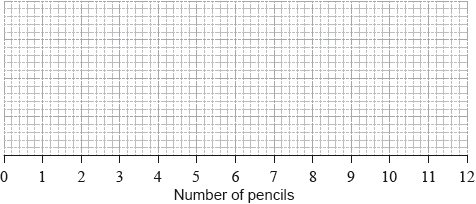 0 1 2 3 4 5 6 7 8 9 10 11 12
Number of pencils